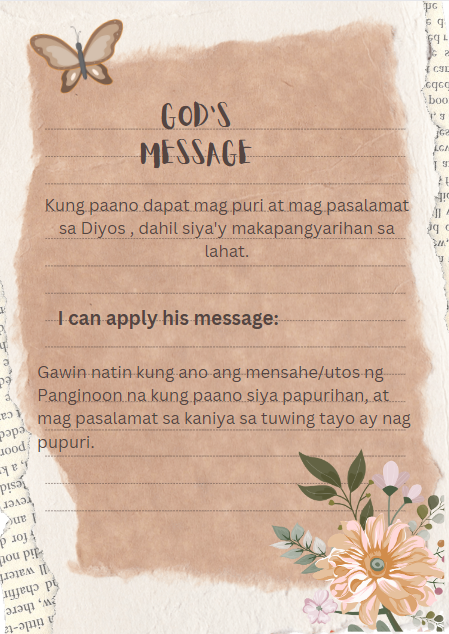 GOD'S
MESSAGE
Kung paano dapat mag puri at mag pasalamat
sa Diyos , dahil siya'y makapangyarihan sa
lahat.
I can apply his message:
Gawin natin kung ano ang mensahe/utos ng
Panginoon na kung paano siya papurihan, at
mag pasalamat sa kaniya sa tuwing tayo ay nag
pupuri.